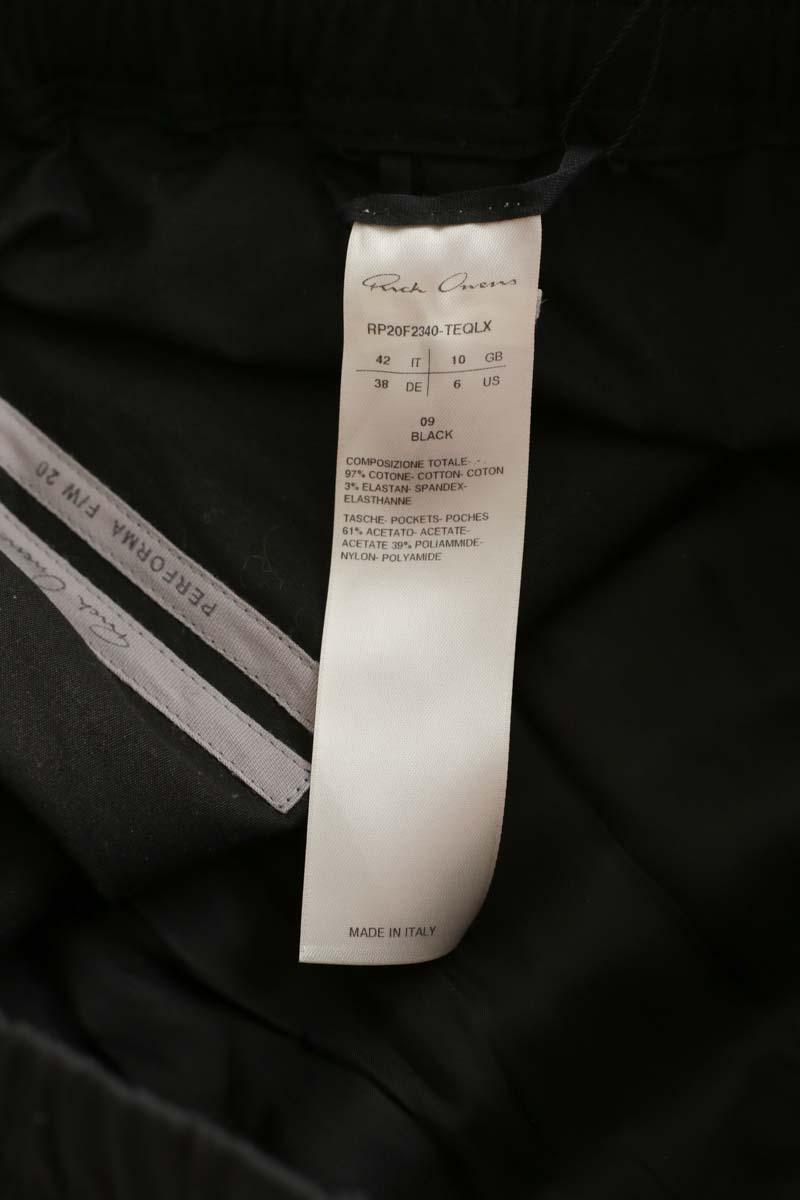 Rick Owens
RP20F2340-TEQLX
42 IT 10 GB
38 DE 6 US
09
BLACK
COMPOSIZIONE TOTALE- -.-
97% COTONE- COTTON- COTON
3% ELASTAN- SPANDEX-
ELASTHANNE
TASCHE- POCKETS- POCHES
61% ACETATO- ACETATE-
ACETATE 39% POLIAMMIDE-
NYLON- POLYAMIDE
MADE IN ITALY
PERFORMA F/W 20
Rick Owens